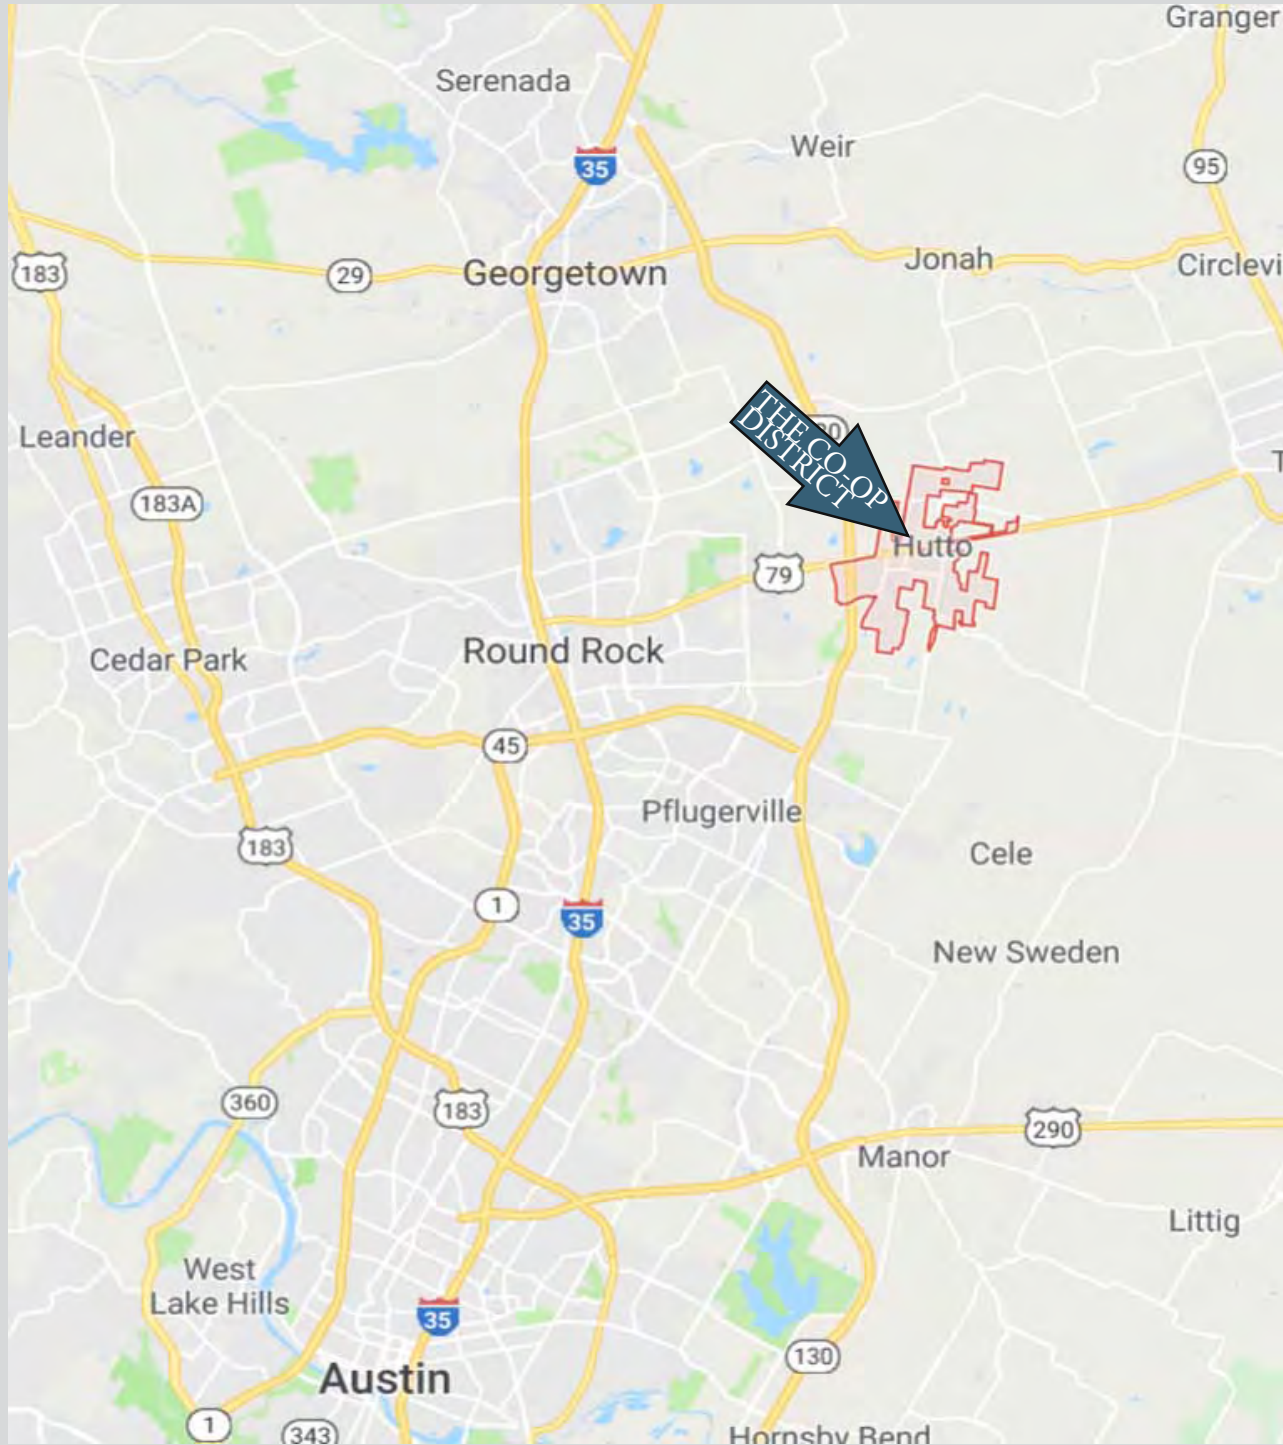 Granger
Serenada
Weir
35
95
183
29
Georgetown
Jonah
Circlevi
THE CO-OP
DISTRICT
Leander
183A
Hutto
79
Round Rock
Cedar Park
45
Pflugerville
183
Cele
1
35
New Sweden
360
183
290
Manor
Littig
West
Lake Hills
35
130
Austin
1
343
Hornsby Bend